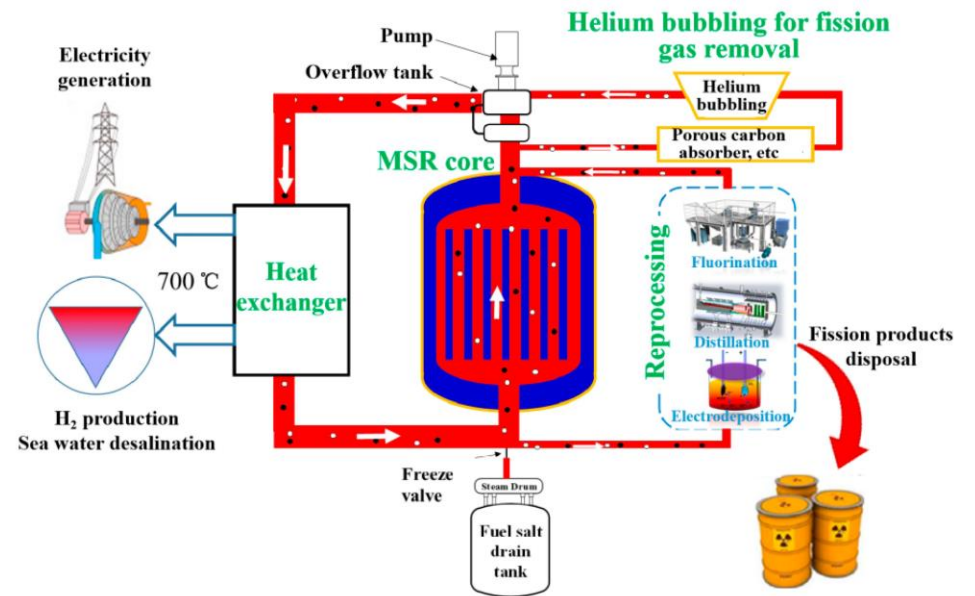 Helium bubbling for fission
gas removal
Pump
Electricity
generation
Overflow tank
Helium
bubbling
Porous carbon
absorber, etc
MSR core
Reprocessing
Fluorination
Heat
exchanger
700 ℃
Distillation
Fission products
disposal
Electrodeposition
H₂ production
Sea water desalination
Freeze
valve
Steam Drum
Fuel salt
drain
tank